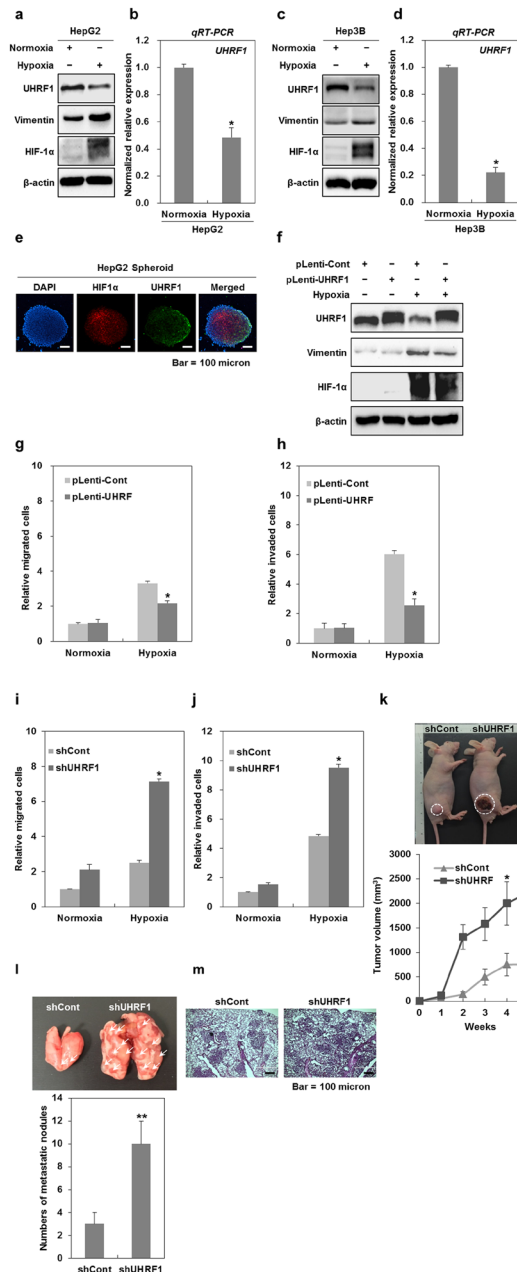 a
HepG2
Normoxia + −
Hypoxia − +
UHRF1
Vimentin
HIF-1α
β-actin
b
qRT-PCR
UHRF1
Normalized relative expression
1.2
1.0
0.8
0.6
0.4
0.2
0.0
*
Normoxia Hypoxia
HepG2
c
Hep3B
Normoxia + −
Hypoxia − +
UHRF1
Vimentin
HIF-1α
β-actin
d
qRT-PCR
UHRF1
Normalized relative expression
1.2
1.0
0.8
0.6
0.4
0.2
0.0
*
Normoxia Hypoxia
Hep3B
e
HepG2 Spheroid
DAPI HIF1α UHRF1 Merged
Bar = 100 micron
f
pLenti-Cont + − + −
pLenti-UHRF1 − + − +
Hypoxia − − + +
UHRF1
Vimentin
HIF-1α
β-actin
g
Relative migrated cells
10
8
6
4
2
0
pLenti-Cont
pLenti-UHRF
*
Normoxia Hypoxia
h
Relative invaded cells
12
10
8
6
4
2
0
pLenti-Cont
pLenti-UHRF
*
Normoxia Hypoxia
i
Relative migrated cells
10
8
6
4
2
0
shCont
shUHRF1
*
Normoxia Hypoxia
j
Relative invaded cells
12
10
8
6
4
2
0
shCont
shUHRF1
*
Normoxia Hypoxia
k
shCont shUHRF1
Tumor volume (mm³)
3000
2500
2000
1500
1000
500
0
shCont
shUHRF
*
0 1 2 3 4
Weeks
l
shCont shUHRF1
Numbers of metastatic nodules
14
12
10
8
6
4
2
0
**
shCont shUHRF1
m
shCont shUHRF1
Bar = 100 micron